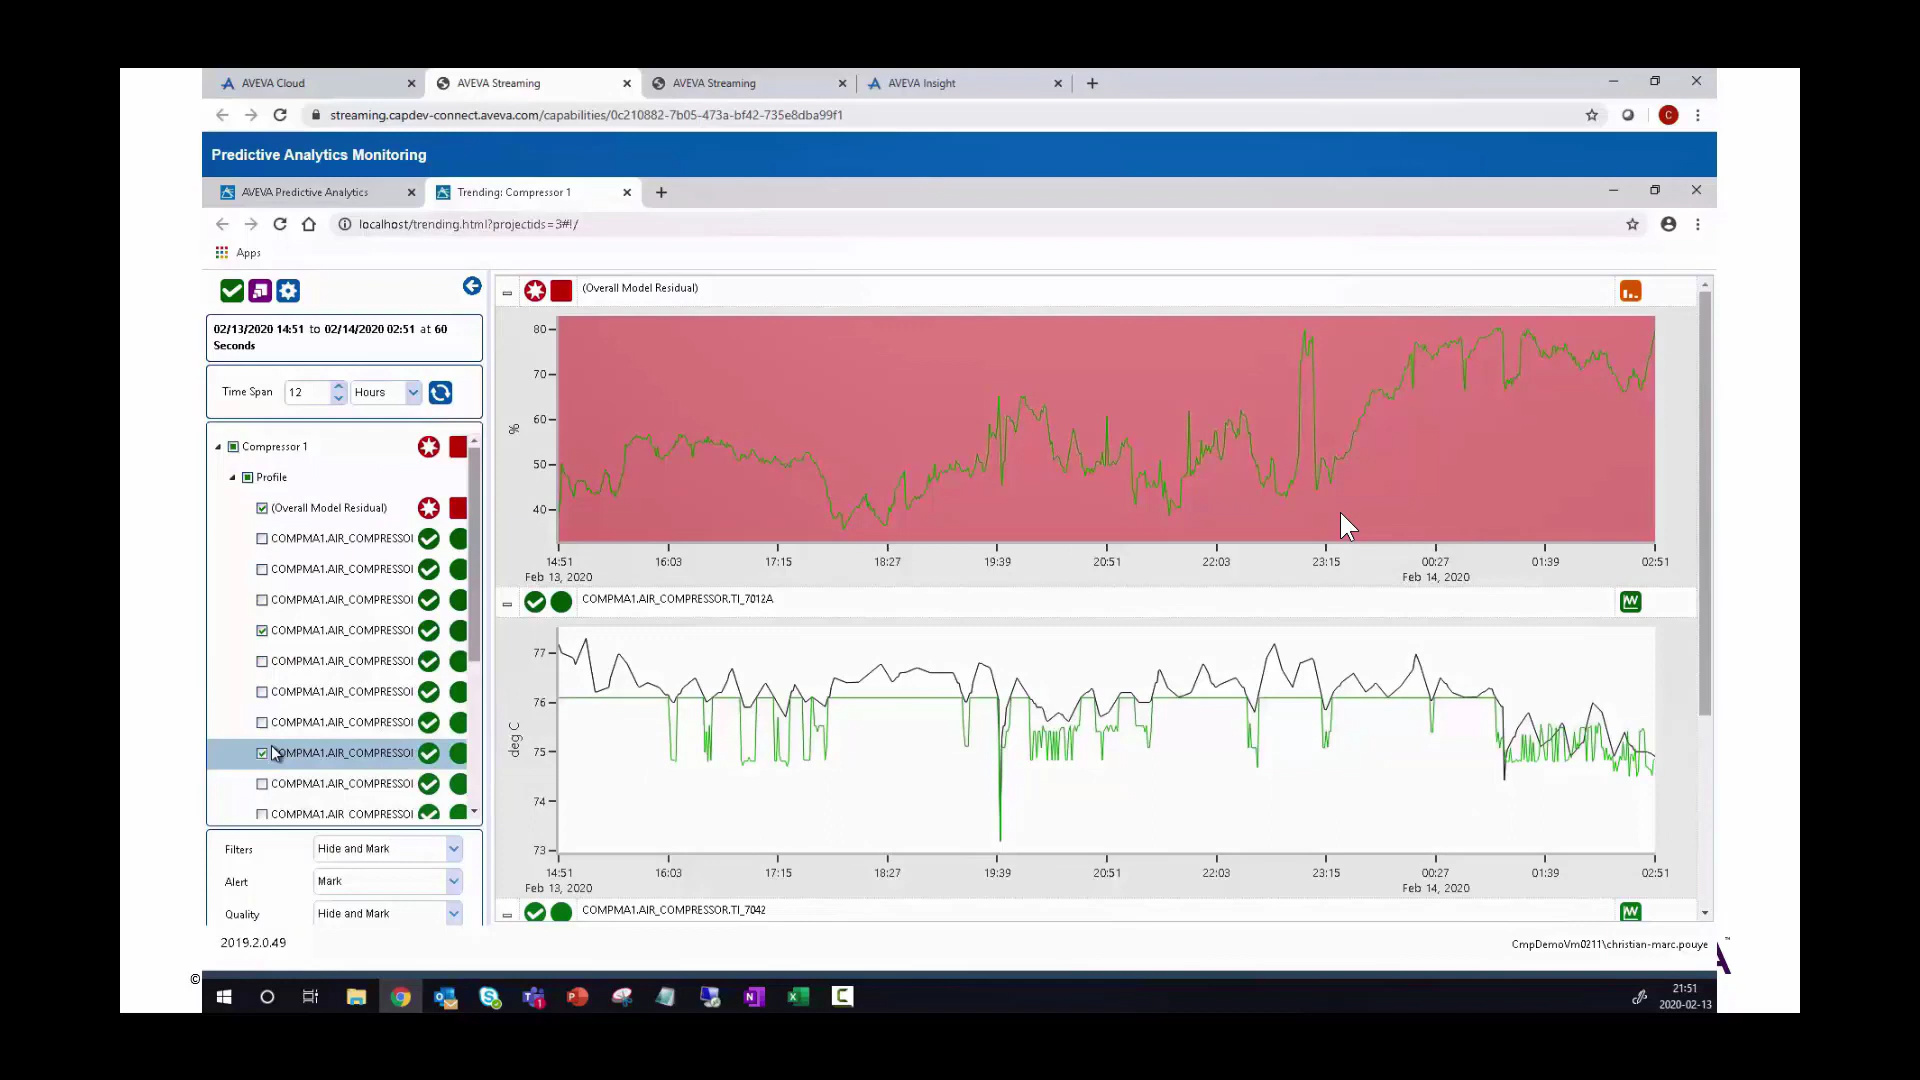 AVEVA Cloud
AVEVA Streaming
AVEVA Streaming
AVEVA Insight
streaming.capdev-connect.aveva.com/capabilities/0c210882-7b05-473a-bf42-735e8dba99f1
C
Predictive Analytics Monitoring
AVEVA Predictive Analytics
Trending: Compressor 1
localhost/trending.html?projectids=3#!/
Apps
02/13/2020 14:51 to 02/14/2020 02:51 at 60
Seconds
Time Span 12 Hours
Compressor 1
Profile
(Overall Model Residual)
COMPMA1.AIR_COMPRESSOI
COMPMA1.AIR_COMPRESSOI
COMPMA1.AIR_COMPRESSOI
COMPMA1.AIR_COMPRESSOI
COMPMA1.AIR_COMPRESSOI
COMPMA1.AIR_COMPRESSOI
COMPMA1.AIR_COMPRESSOI
COMPMA1.AIR_COMPRESSOI
COMPMA1.AIR_COMPRESSOI
COMPMA1.AIR_COMPRESSOI
Filters Hide and Mark
Alert Mark
Quality Hide and Mark
2019.2.0.49
(Overall Model Residual)
80
70
60
50
40
%
14:51 16:03 17:15 18:27 19:39 20:51 22:03 23:15 00:27 01:39 02:51
Feb 13, 2020 Feb 14, 2020
COMPMA1.AIR_COMPRESSOR.TI_7012A
77
76
75
74
73
deg C
14:51 16:03 17:15 18:27 19:39 20:51 22:03 23:15 00:27 01:39 02:51
Feb 13, 2020 Feb 14, 2020
COMPMA1.AIR_COMPRESSOR.TI_7042
CmpDemoVm0211\christian-marc.pouye
©
™
21:51
2020-02-13